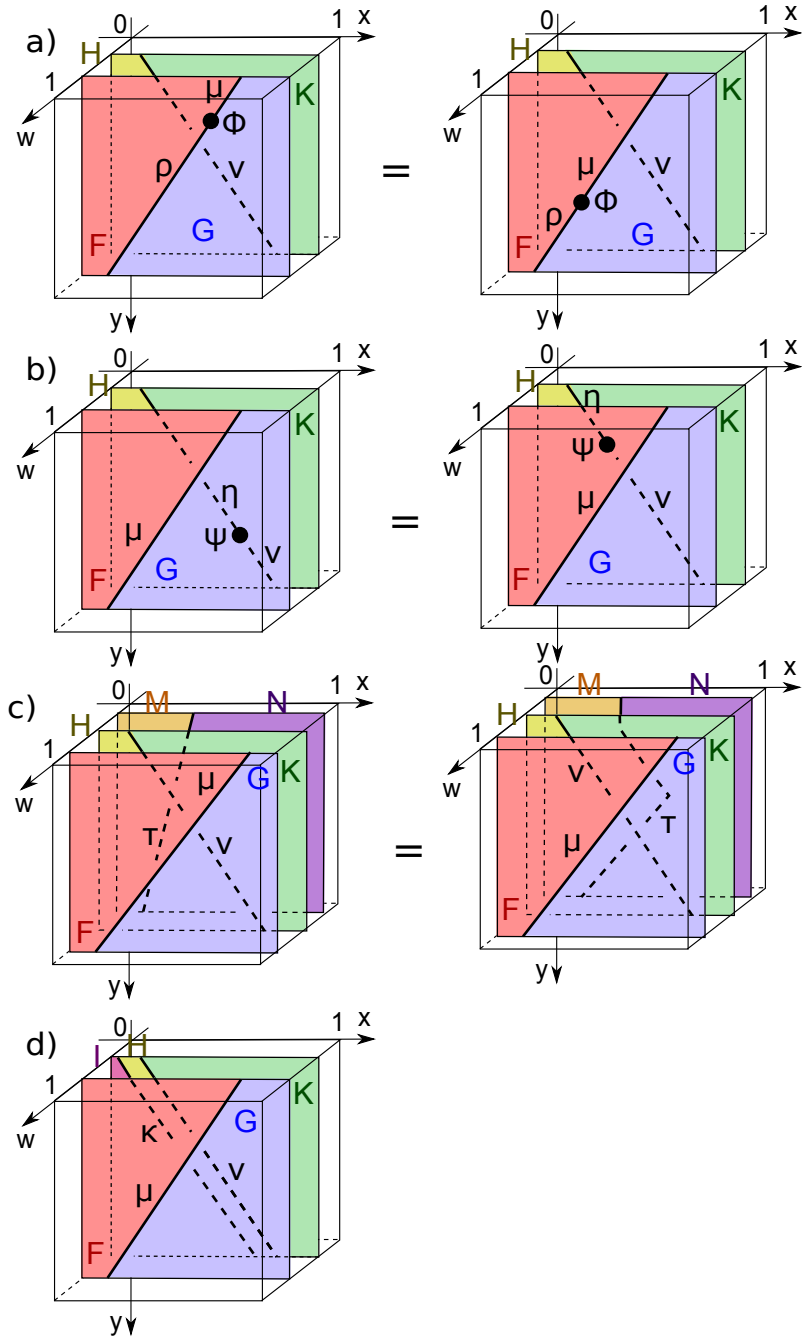 a) 0 1 x 0 1 x
H H
1 1
w μ K w K
Φ
ρ ν μ ν
=
ρ Φ
F G F G
y y
b) 0 1 x 0 1 x
H H
1 1
w K w η K
ψ
η μ ν
μ =
ψ ν
F G F G
y y
c) 0 M N 1 x 0 M N 1 x
H H
1 1
w μ G K w ν G K
τ ν τ
= μ
F F
y y
d) 0 1 x
I H
1
w K
κ G
μ ν
F
y